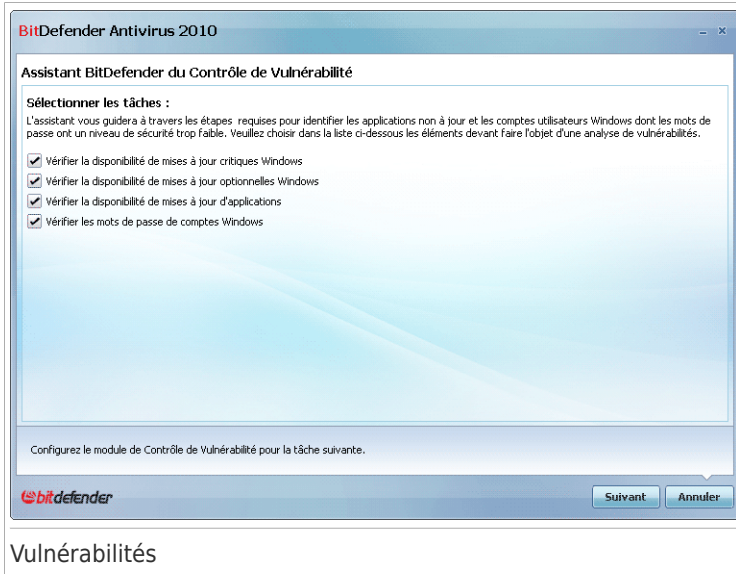 BitDefender Antivirus 2010
Assistant BitDefender du Contrôle de Vulnérabilité
Sélectionner les tâches :
L'assistant vous guidera à travers les étapes requises pour identifier les applications non à jour et les comptes utilisateurs Windows dont les mots de
passe ont un niveau de sécurité trop faible. Veuillez choisir dans la liste ci-dessous les éléments devant faire l'objet d'une analyse de vulnérabilités.
Vérifier la disponibilité de mises à jour critiques Windows
Vérifier la disponibilité de mises à jour optionnelles Windows
Vérifier la disponibilité de mises à jour d'applications
Vérifier les mots de passe de comptes Windows
Configurez le module de Contrôle de Vulnérabilité pour la tâche suivante.
bitdefender
Suivant Annuler
Vulnérabilités